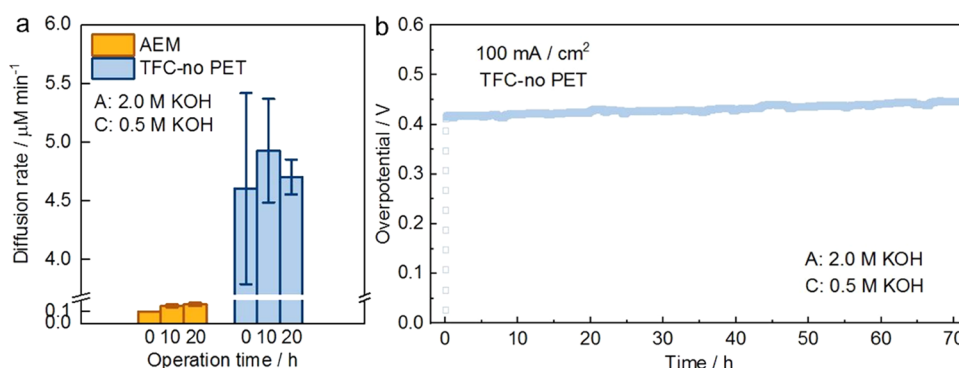 a
6.0
5.5
5.0
4.5
4.0
0.1
0.0
Diffusion rate / μM min⁻¹
AEM
TFC-no PET
A: 2.0 M KOH
C: 0.5 M KOH
0 10 20 0 10 20
Operation time / h
b
0.6
0.5
0.4
0.3
0.2
0.1
0.0
Overpotential / V
100 mA / cm²
TFC-no PET
A: 2.0 M KOH
C: 0.5 M KOH
0 10 20 30 40 50 60 70
Time / h